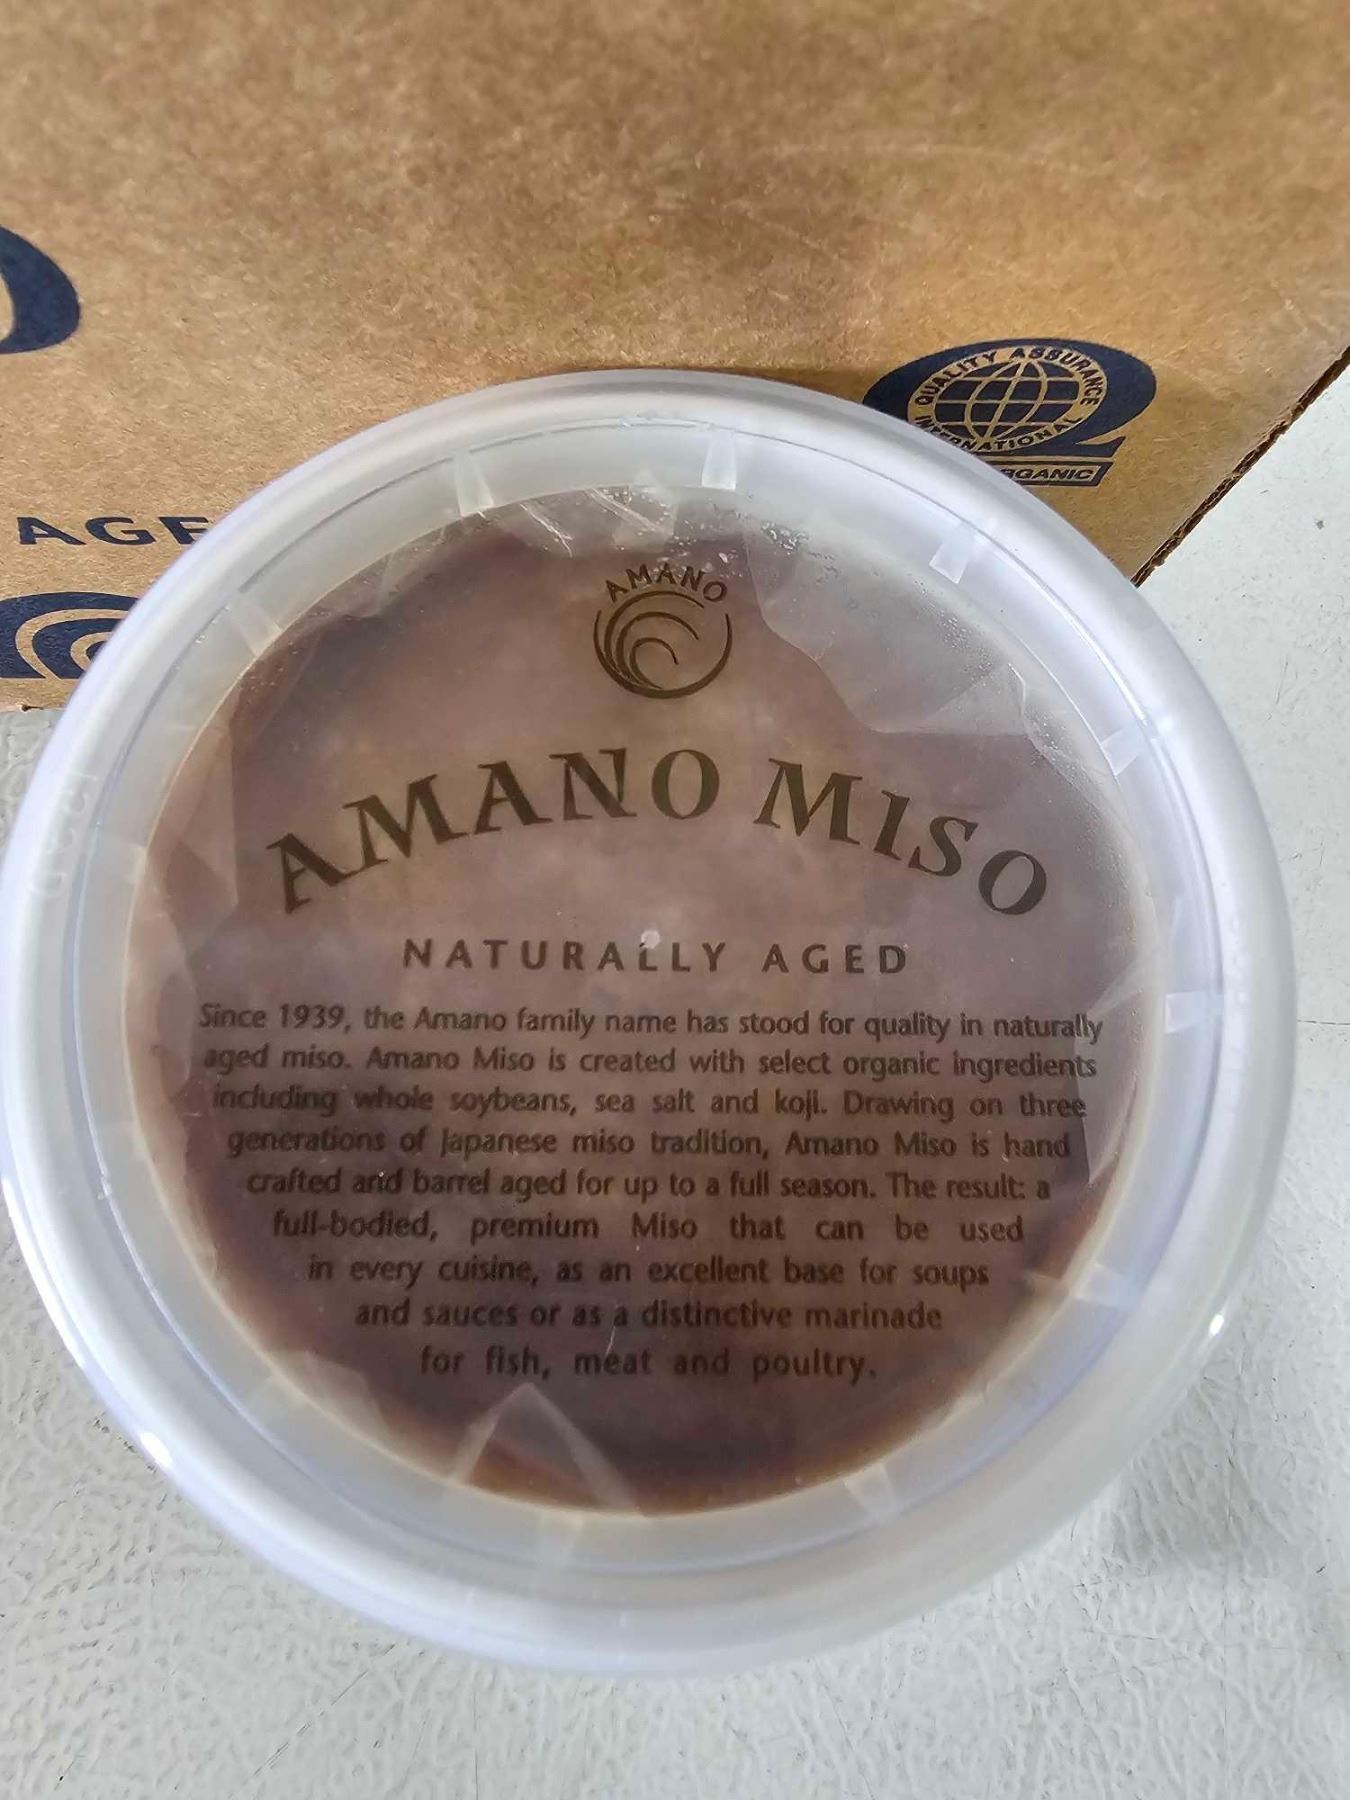 QUALITY ASSURANCE
INTERNATIONAL
AGE
AMANO
AMANO MISO
NATURALLY AGED
Since 1939, the Amano family name has stood for quality in naturally
aged miso. Amano Miso is created with select organic ingredients
including whole soybeans, sea salt and koji. Drawing on three
generations of Japanese miso tradition, Amano Miso is hand
crafted and barrel aged for up to a full season. The result: a
full-bodied, premium Miso that can be used
in every cuisine, as an excellent base for soups
and sauces or as a distinctive marinade
for fish, meat and poultry.